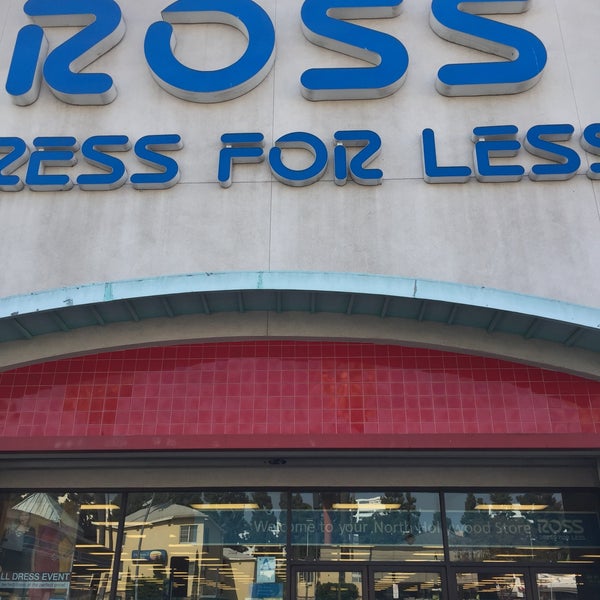 ROSS
RESS FOR LESS
Welcome to your North Hollywood Store ROSS
DRESS FOR LESS
LL DRESS EVENT